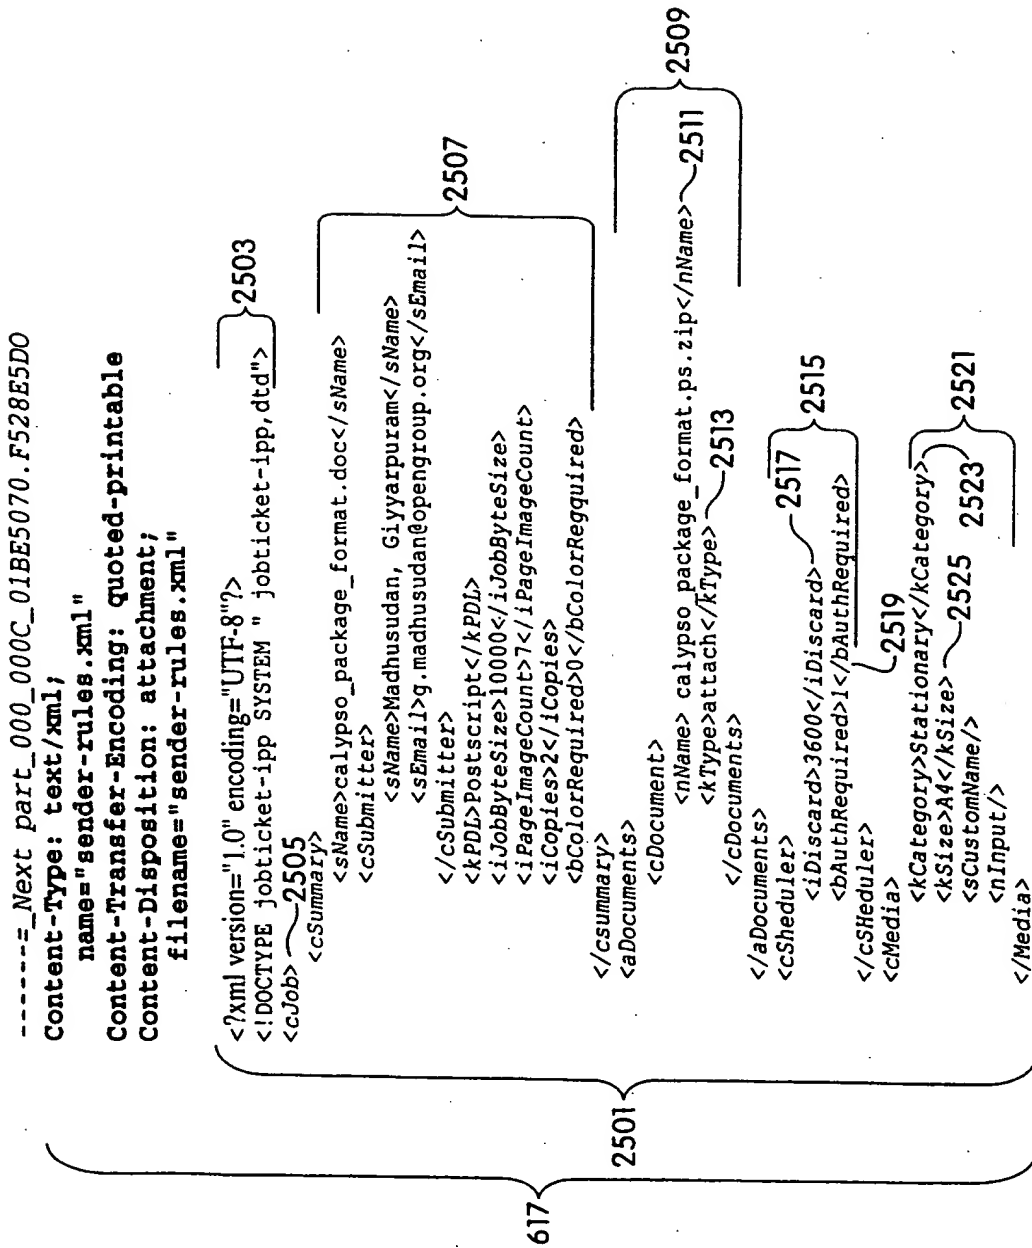 ------=_Next part_000_000C_01BE5070.F528E5D0
Content-Type: text/xml;
name="sender-rules.xml"
Content-Transfer-Encoding: quoted-printable
Content-Disposition: attachment;
filename="sender-rules.xml"
<?xml version="1.0" encoding="UTF-8"?>
<!DOCTYPE jobticket-ipp SYSTEM " jobticket-ipp,dtd"> 2503
<cJob> 2505
<cSummary>
<sName>calypso_package_format.doc</sName>
<cSubmitter>
<sName>Madhusudan, Giyyarpuram</sName>
<sEmail>g.madhusudan@opengroup.org</sEmail>
2507
</cSubmitter>
<kPDL>Postscript</kPDL>
<iJobByteSize>10000</iJobByteSize>
<iPageImageCount>7</iPageImageCount>
<iCopies>2</iCopies>
<bColorRequired>0</bColorRegquired>
</csummary>
<aDocuments>
<cDocument>
<nName> calypso_package_format.ps.zip</nName> 2511
2509
<kType>attach</kType> 2513
</cDocuments>
</aDocuments>
<cSheduler>
<iDiscard>3600</iDiscard> 2517
2515
<bAuthRequired>1</bAuthRequired>
2519
</cSHeduler>
<cMedia>
<kCategory>Stationary</kCategory>
2523
2521
<kSize>A4</kSize> 2525
<sCustomName/>
<nInput/>
</Media>
2501
617